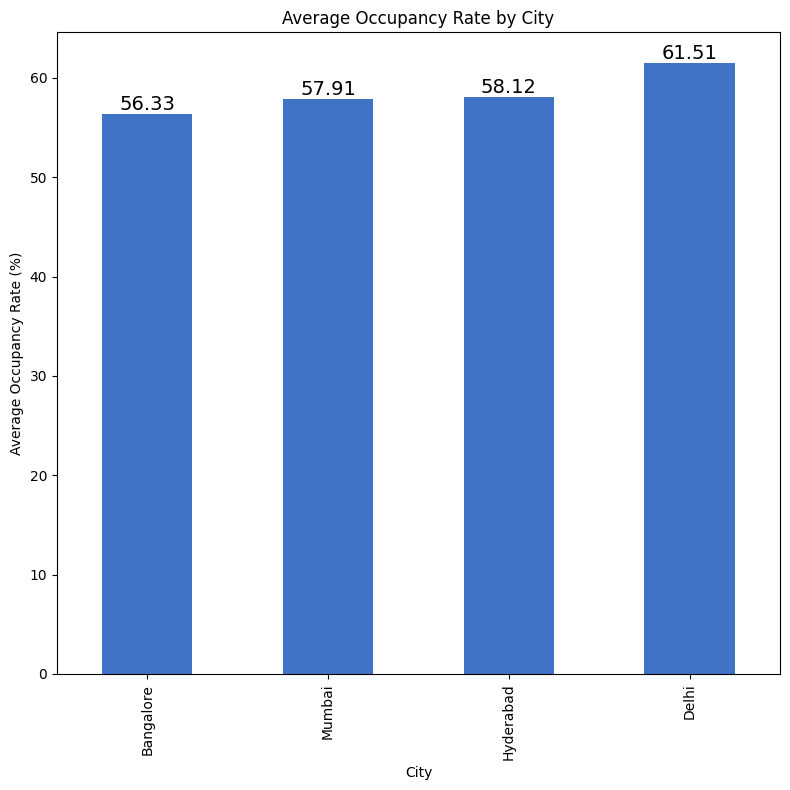 Average Occupancy Rate by City
Average Occupancy Rate (%)
60
50
40
30
20
10
0
56.33
57.91
58.12
61.51
Bangalore
Mumbai
Hyderabad
Delhi
City